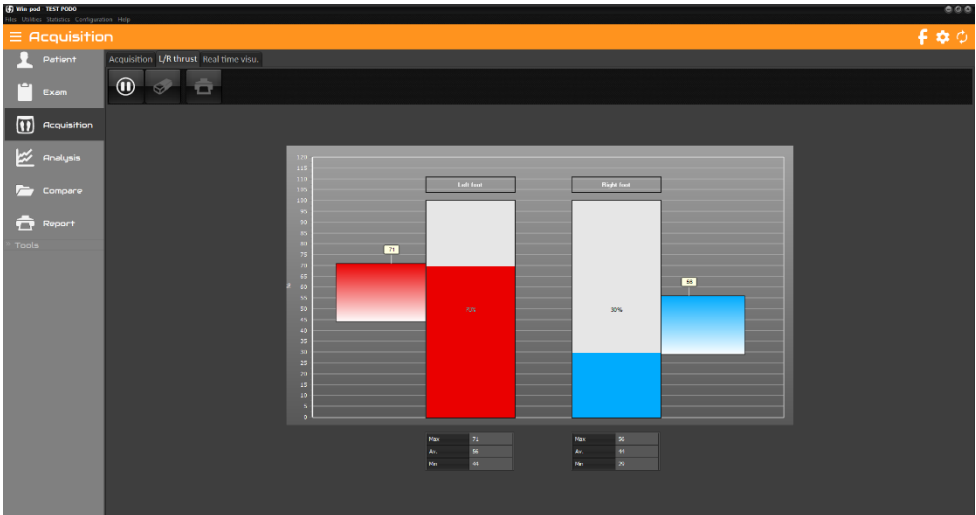 Win pod TEST PODO
Files Utilities Statistics Configuration Help
Acquisition
Patient
Exam
Acquisition
Analysis
Compare
Report
Tools
Acquisition L/R thrust Real time visu.
120
115
110
105
100
95
90
85
80
75
70
65
60
55
50
45
40
35
30
25
20
15
10
5
0
%
Left foot
Right foot
71
56
30%
Max 71
Av. 56
Min 44
Max 56
Av. 44
Min 29